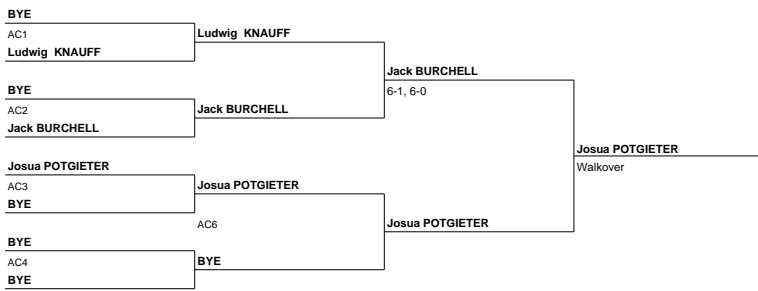 BYE
AC1
Ludwig KNAUFF
Ludwig KNAUFF
BYE
AC2
Jack BURCHELL
Jack BURCHELL
Jack BURCHELL
6-1, 6-0
Josua POTGIETER
AC3
BYE
Josua POTGIETER
AC6
BYE
AC4
BYE
BYE
Josua POTGIETER
Josua POTGIETER
Walkover